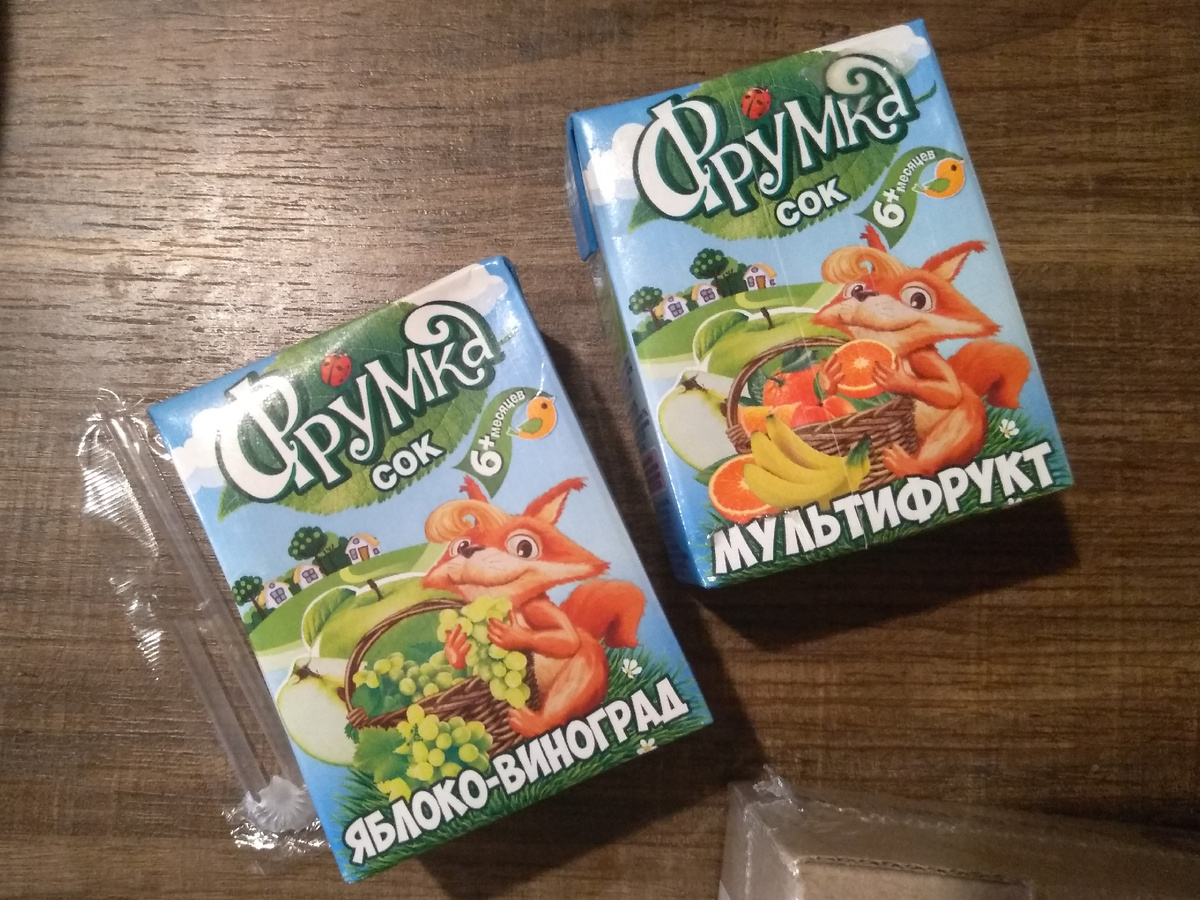 Фрумка
сок
6+ месяцев
ЯБЛОКО-ВИНОГРАД
Фрумка
сок
6+ месяцев
МУЛЬТИФРУКТ